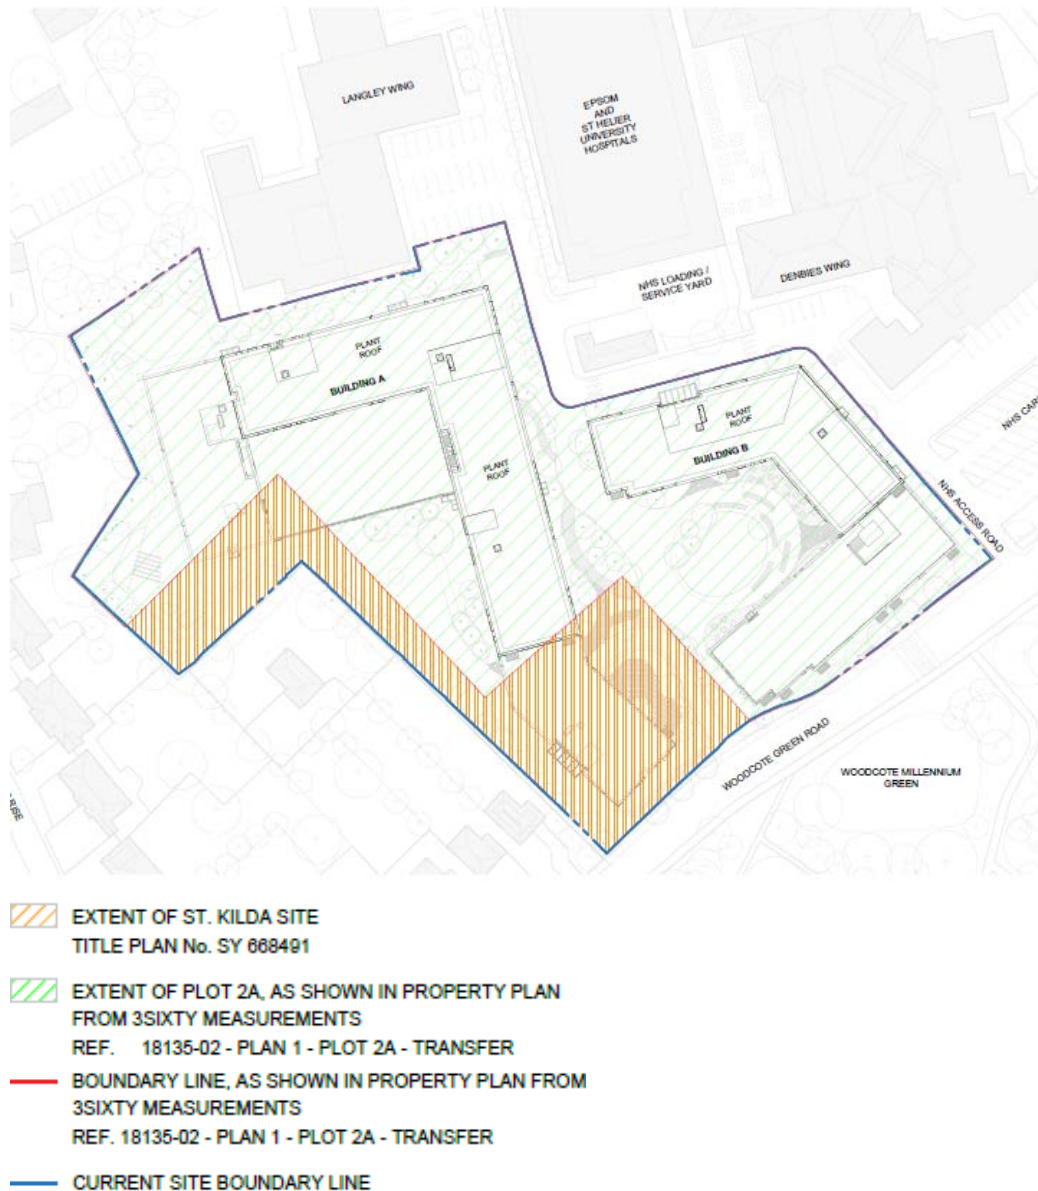 LANGLEY WING
EPSOM
AND
ST HELIER
UNIVERSITY
HOSPITALS
NHS LOADING /
SERVICE YARD
DENBIES WING
PLANT
ROOF
BUILDING A
PLANT
ROOF
PLANT
ROOF
BUILDING B
NHS CAR
NHS ACCESS ROAD
WOODCOTE GREEN ROAD
WOODCOTE MILLENNIUM
GREEN
RISE
EXTENT OF ST. KILDA SITE
TITLE PLAN No. SY 668491
EXTENT OF PLOT 2A, AS SHOWN IN PROPERTY PLAN
FROM 3SIXTY MEASUREMENTS
REF. 18135-02 - PLAN 1 - PLOT 2A - TRANSFER
BOUNDARY LINE, AS SHOWN IN PROPERTY PLAN FROM
3SIXTY MEASUREMENTS
REF. 18135-02 - PLAN 1 - PLOT 2A - TRANSFER
CURRENT SITE BOUNDARY LINE